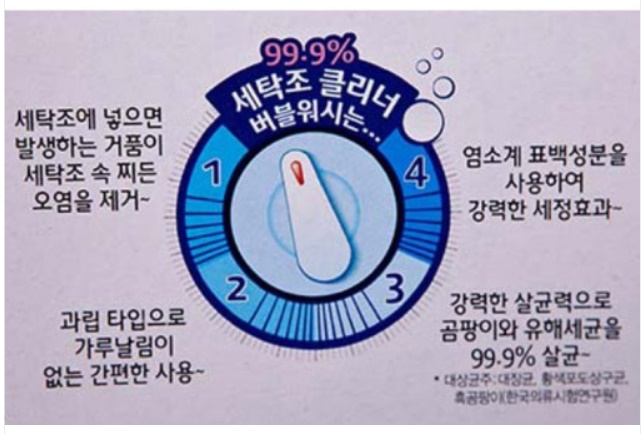 99.9%
세탁조 클리너
버블워시는...
1
세탁조에 넣으면
발생하는 거품이
세탁조 속 찌든
오염을 제거~
2
과립 타입으로
가루날림이
없는 간편한 사용~
3
강력한 살균력으로
곰팡이와 유해세균을
99.9% 살균~
* 대상균주: 대장균, 황색포도상구균,
흑곰팡이(한국의류시험연구원)
4
염소계 표백성분을
사용하여
강력한 세정효과~